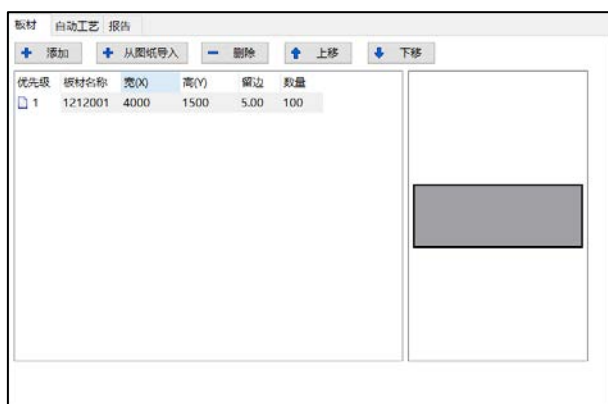 板材 自动工艺 报告
添加 从图纸导入 删除 上移 下移
优先级 板材名称 宽(X) 高(Y) 留边 数量
1 1212001 4000 1500 5.00 100